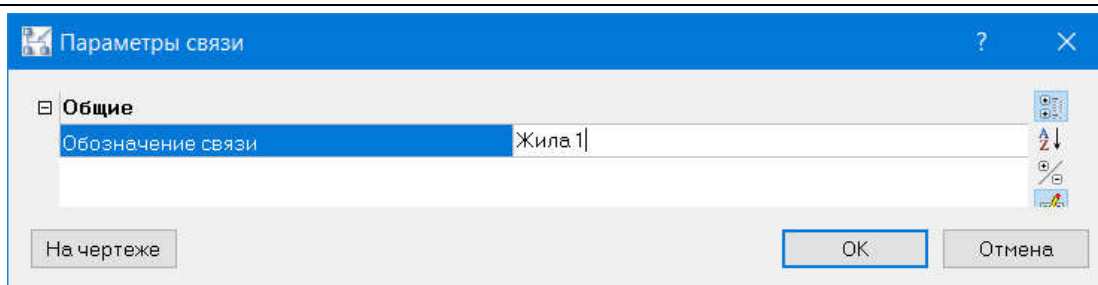 Параметры связи
Общие
Обозначение связи Жила 1
На чертеже OK Отмена